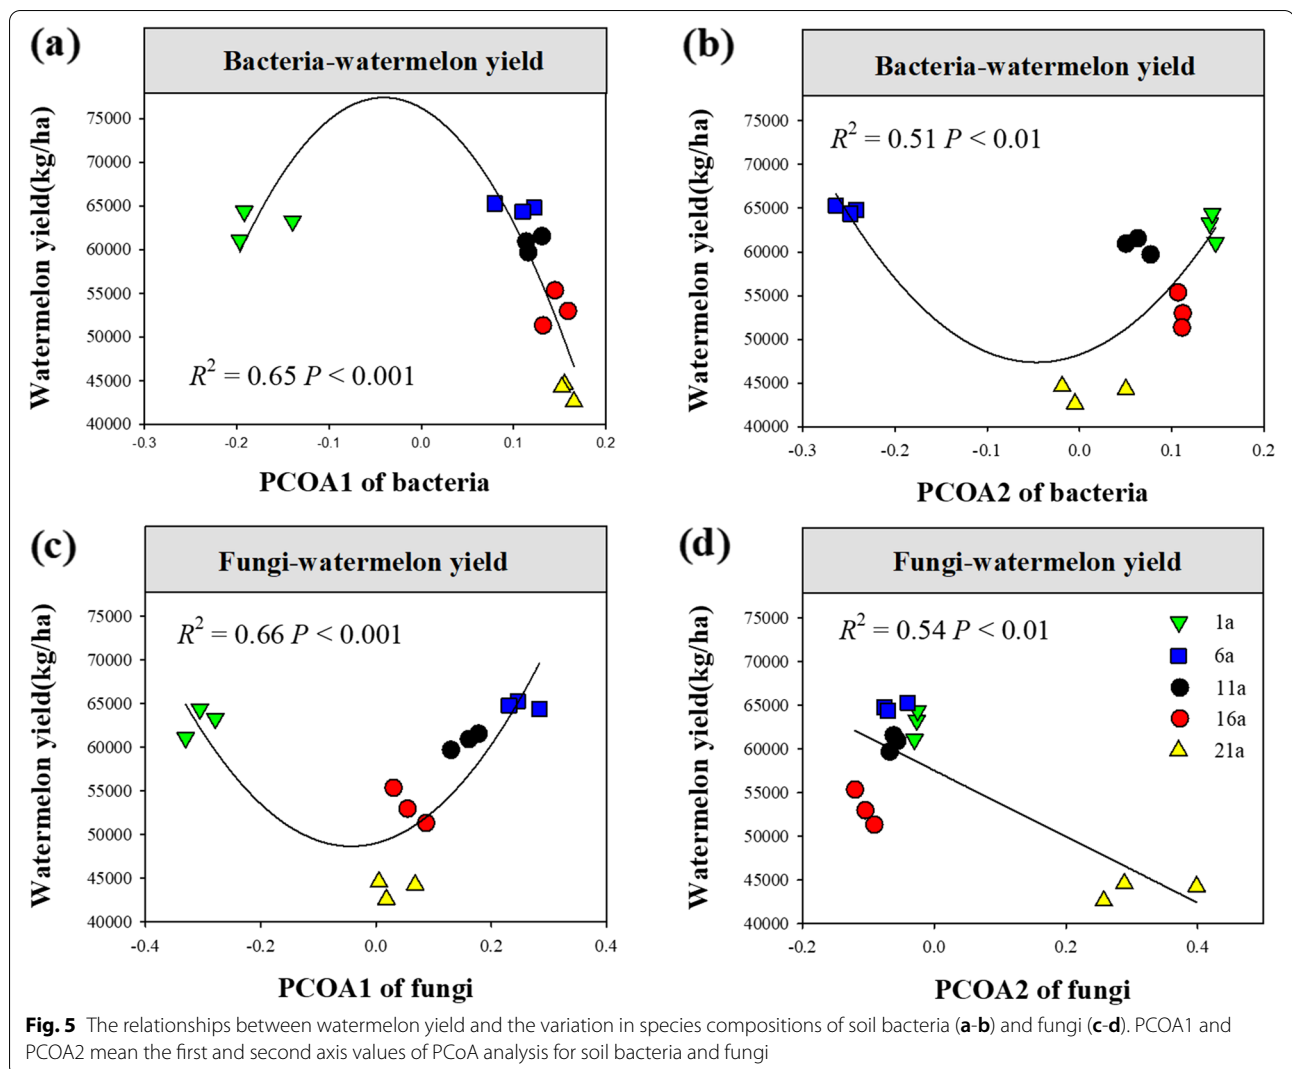 (a)
Bacteria-watermelon yield
Watermelon yield(kg/ha)
75000
70000
65000
60000
55000
50000
45000
40000
R² = 0.65 P < 0.001
-0.3 -0.2 -0.1 0.0 0.1 0.2
PCOA1 of bacteria
(b)
Bacteria-watermelon yield
Watermelon yield(kg/ha)
75000
70000
65000
60000
55000
50000
45000
40000
R² = 0.51 P < 0.01
-0.3 -0.2 -0.1 0.0 0.1 0.2
PCOA2 of bacteria
(c)
Fungi-watermelon yield
Watermelon yield(kg/ha)
75000
70000
65000
60000
55000
50000
45000
40000
R² = 0.66 P < 0.001
-0.4 -0.2 0.0 0.2 0.4
PCOA1 of fungi
(d)
Fungi-watermelon yield
Watermelon yield(kg/ha)
75000
70000
65000
60000
55000
50000
45000
40000
R² = 0.54 P < 0.01
1a
6a
11a
16a
21a
-0.2 0.0 0.2 0.4
PCOA2 of fungi
Fig. 5 The relationships between watermelon yield and the variation in species compositions of soil bacteria (a-b) and fungi (c-d). PCOA1 and
PCOA2 mean the first and second axis values of PCoA analysis for soil bacteria and fungi